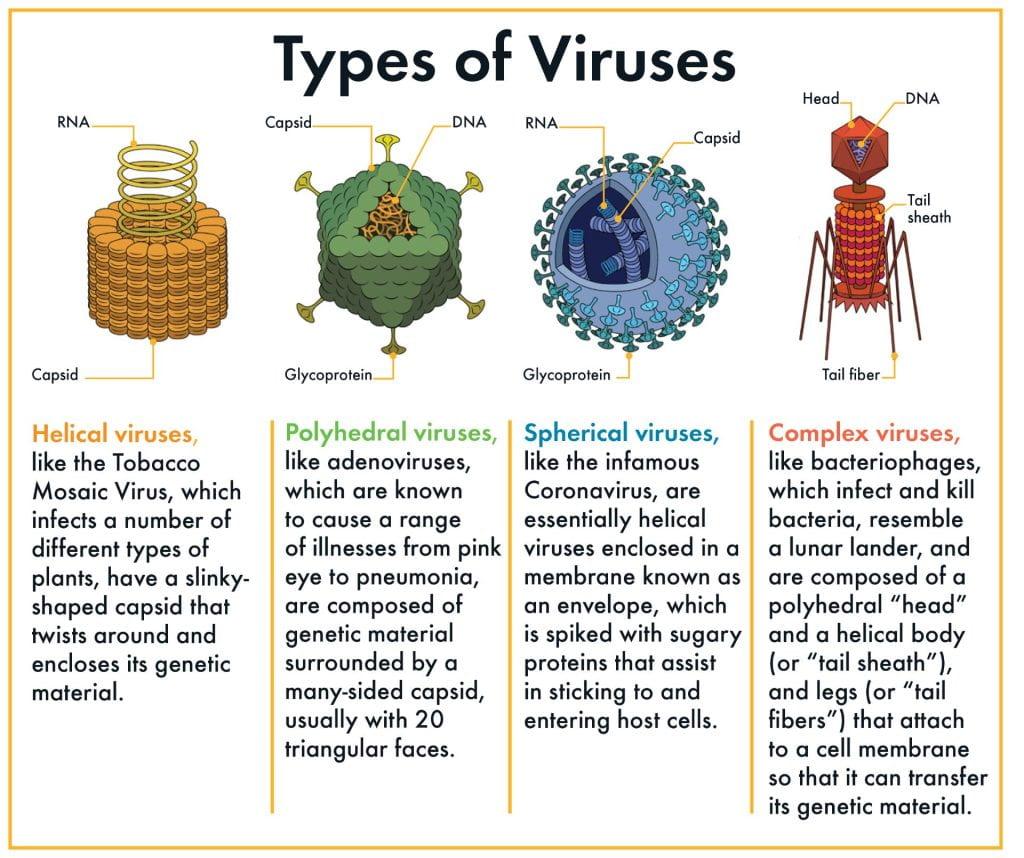 Types of Viruses
RNA
Capsid
Capsid
DNA
Glycoprotein
RNA
Capsid
Glycoprotein
Head
DNA
Tail
sheath
Tail fiber
Helical viruses,
like the Tobacco
Mosaic Virus, which
infects a number of
different types of
plants, have a slinky-
shaped capsid that
twists around and
encloses its genetic
material.
Polyhedral viruses,
like adenoviruses,
which are known
to cause a range
of illnesses from pink
eye to pneumonia,
are composed of
genetic material
surrounded by a
many-sided capsid,
usually with 20
triangular faces.
Spherical viruses,
like the infamous
Coronavirus, are
essentially helical
viruses enclosed in a
membrane known as
an envelope, which
is spiked with sugary
proteins that assist
in sticking to and
entering host cells.
Complex viruses,
like bacteriophages,
which infect and kill
bacteria, resemble
a lunar lander, and
are composed of a
polyhedral “head”
and a helical body
(or “tail sheath”),
and legs (or “tail
fibers”) that attach
to a cell membrane
so that it can transfer
its genetic material.